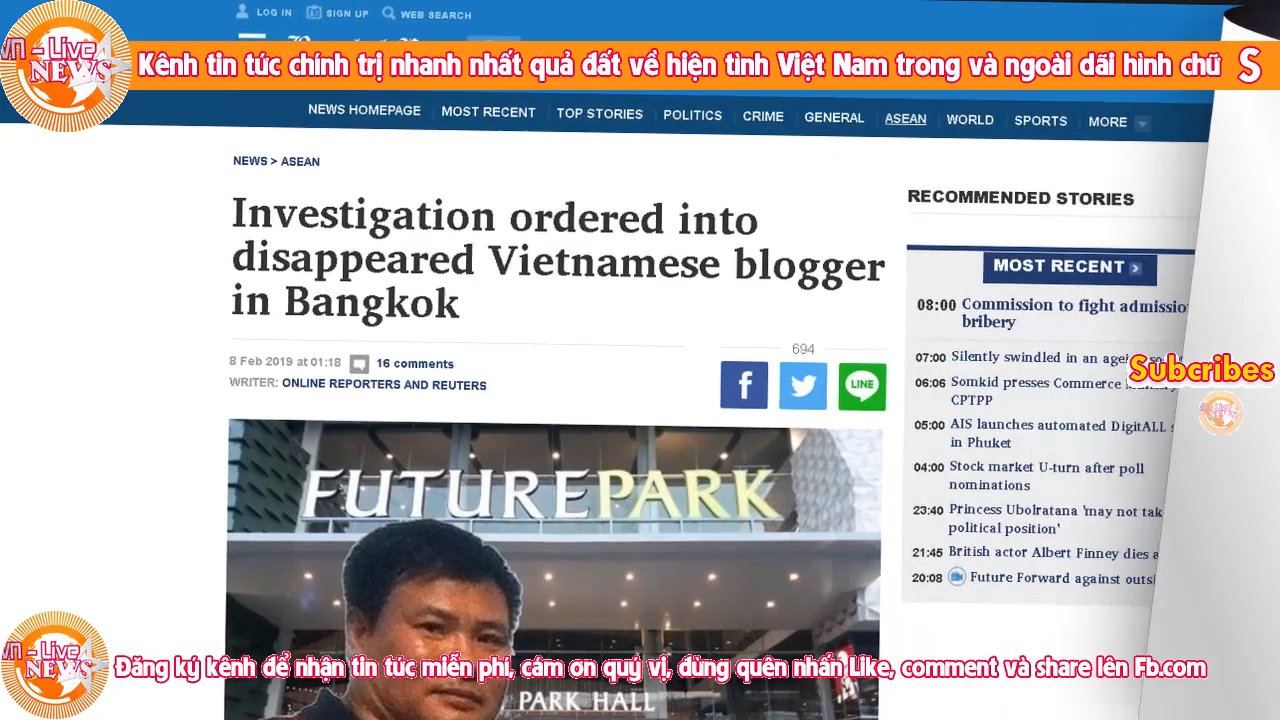 LOG IN
SIGN UP
WEB SEARCH
VN - Live
NEWS
Kênh tin tức chính trị nhanh nhất quả đất về hiện tình Việt Nam trong và ngoài dãi hình chữ S
NEWS HOMEPAGE
MOST RECENT
TOP STORIES
POLITICS
CRIME
GENERAL
ASEAN
WORLD
SPORTS
MORE
NEWS > ASEAN
Investigation ordered into
disappeared Vietnamese blogger
in Bangkok
8 Feb 2019 at 01:18
16 comments
WRITER: ONLINE REPORTERS AND REUTERS
694
f
LINE
RECOMMENDED STORIES
MOST RECENT >
08:00 Commission to fight
bribery
07:00 Silently swindled in an
06:06 Somkid presses Commerce
CPTPP
05:00 AIS launches automated DigitALL
in Phuket
04:00 Stock market U-turn after poll
nominations
23:40 Princess Ubolratana 'may not
political position'
21:45 British actor Albert Finney dies
20:08 Future Forward against
Subcribes
NEWS
FUTUREPARK
PARK HALL
VN - Live
NEWS
Đăng ký kênh để nhận tin tức miễn phí, cám ơn quý vị, đừng quên nhấn Like, comment và share lên Fb.com